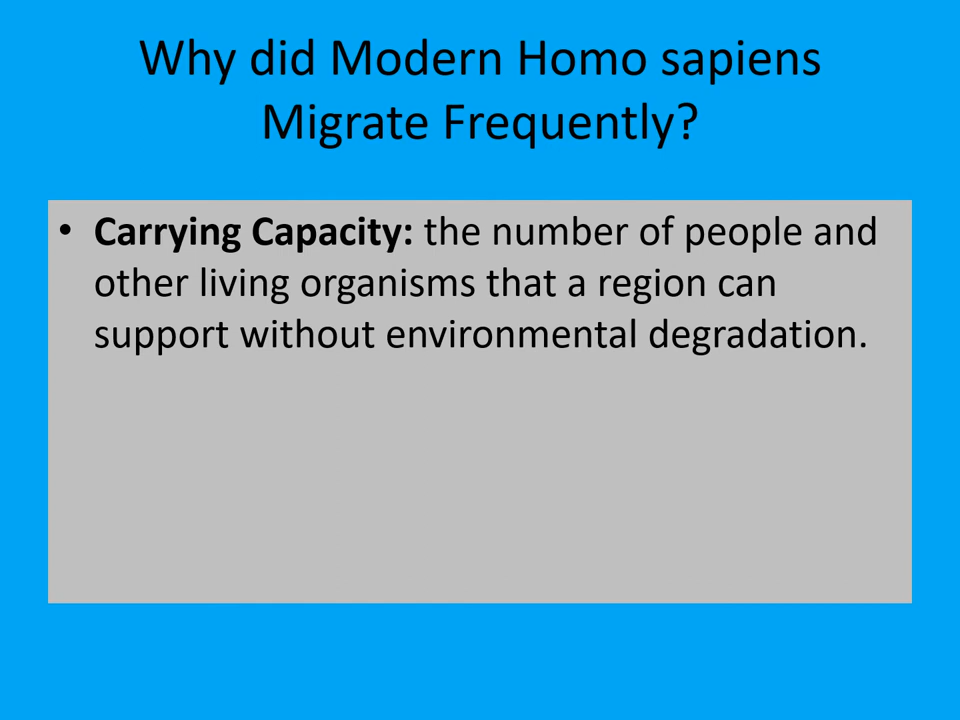 Why did Modern Homo sapiens
Migrate Frequently?
• Carrying Capacity: the number of people and
other living organisms that a region can
support without environmental degradation.